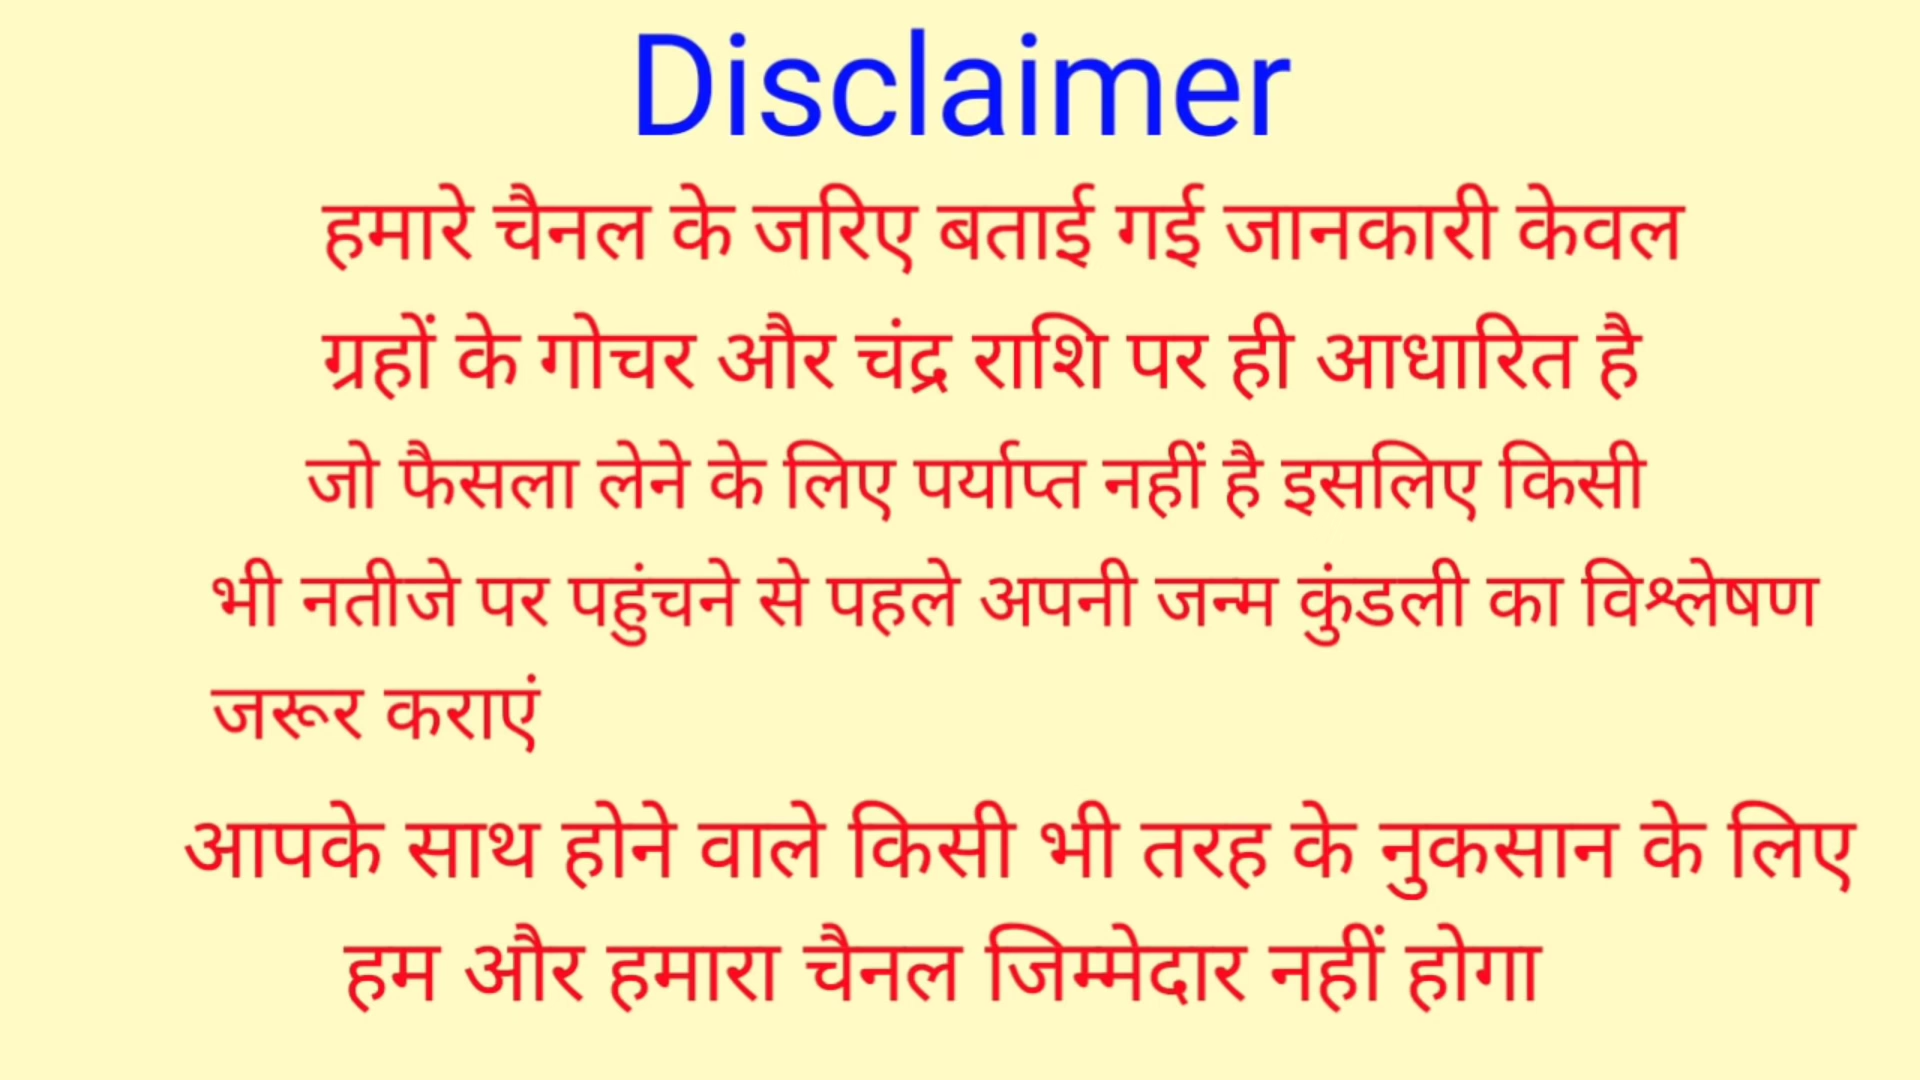 Disclaimer
हमारे चैनल के जरिए बताई गई जानकारी केवल
ग्रहों के गोचर और चंद्र राशि पर ही आधारित है
जो फैसला लेने के लिए पर्याप्त नहीं है इसलिए किसी
भी नतीजे पर पहुंचने से पहले अपनी जन्म कुंडली का विश्लेषण
जरूर कराएं
आपके साथ होने वाले किसी भी तरह के नुकसान के लिए
हम और हमारा चैनल जिम्मेदार नहीं होगा